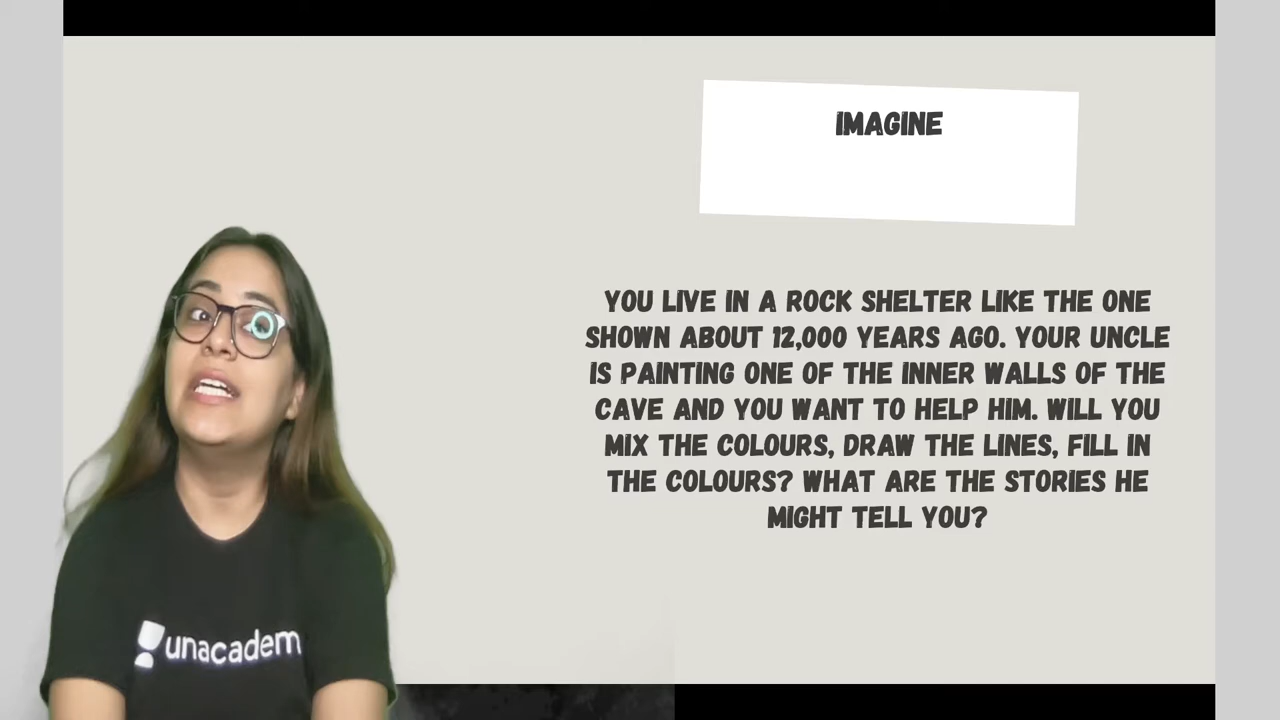 IMAGINE
YOU LIVE IN A ROCK SHELTER LIKE THE ONE
SHOWN ABOUT 12,000 YEARS AGO. YOUR UNCLE
IS PAINTING ONE OF THE INNER WALLS OF THE
CAVE AND YOU WANT TO HELP HIM. WILL YOU
MIX THE COLOURS, DRAW THE LINES, FILL IN
THE COLOURS? WHAT ARE THE STORIES HE
MIGHT TELL YOU?
unacadem